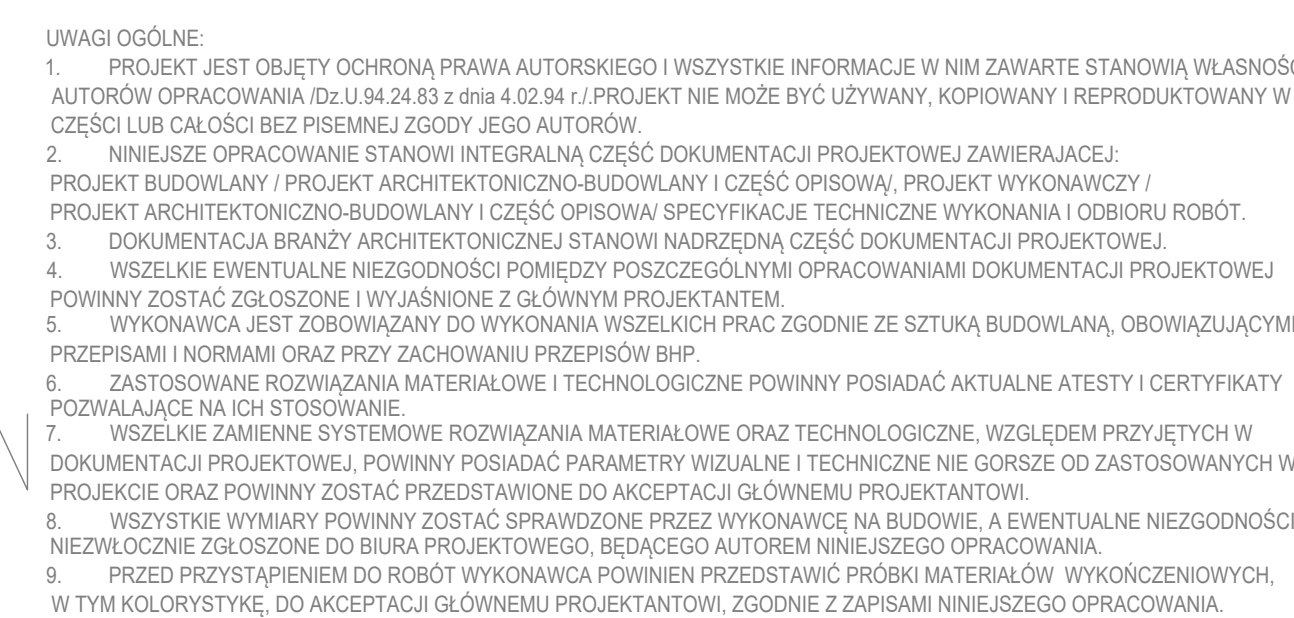 UWAGI OGÓLNE:
1. PROJEKT JEST OBJĘTY OCHRONĄ PRAWA AUTORSKIEGO I WSZYSTKIE INFORMACJE W NIM ZAWARTE STANOWIĄ WŁASNOŚĆ
AUTORÓW OPRACOWANIA /Dz.U.94.24.83 z dnia 4.02.94 r./.PROJEKT NIE MOŻE BYĆ UŻYWANY, KOPIOWANY I REPRODUKTOWANY W
CZĘŚCI LUB CAŁOŚCI BEZ PISEMNEJ ZGODY JEGO AUTORÓW.
2. NINIEJSZE OPRACOWANIE STANOWI INTEGRALNĄ CZĘŚĆ DOKUMENTACJI PROJEKTOWEJ ZAWIERAJACEJ:
PROJEKT BUDOWLANY / PROJEKT ARCHITEKTONICZNO-BUDOWLANY I CZĘŚĆ OPISOWĄ/, PROJEKT WYKONAWCZY /
PROJEKT ARCHITEKTONICZNO-BUDOWLANY I CZĘŚĆ OPISOWA/ SPECYFIKACJE TECHNICZNE WYKONANIA I ODBIORU ROBÓT.
3. DOKUMENTACJA BRANŻY ARCHITEKTONICZNEJ STANOWI NADRZĘDNĄ CZĘŚĆ DOKUMENTACJI PROJEKTOWEJ.
4. WSZELKIE EWENTUALNE NIEZGODNOŚCI POMIĘDZY POSZCZEGÓLNYMI OPRACOWANIAMI DOKUMENTACJI PROJEKTOWEJ
POWINNY ZOSTAĆ ZGŁOSZONE I WYJAŚNIONE Z GŁÓWNYM PROJEKTANTEM.
5. WYKONAWCA JEST ZOBOWIĄZANY DO WYKONANIA WSZELKICH PRAC ZGODNIE ZE SZTUKĄ BUDOWLANĄ, OBOWIĄZUJĄCYMI
PRZEPISAMI I NORMAMI ORAZ PRZY ZACHOWANIU PRZEPISÓW BHP.
6. ZASTOSOWANE ROZWIĄZANIA MATERIAŁOWE I TECHNOLOGICZNE POWINNY POSIADAĆ AKTUALNE ATESTY I CERTYFIKATY
POZWALAJĄCE NA ICH STOSOWANIE.
7. WSZELKIE ZAMIENNE SYSTEMOWE ROZWIĄZANIA MATERIAŁOWE ORAZ TECHNOLOGICZNE, WZGLĘDEM PRZYJĘTYCH W
DOKUMENTACJI PROJEKTOWEJ, POWINNY POSIADAĆ PARAMETRY WIZUALNE I TECHNICZNE NIE GORSZE OD ZASTOSOWANYCH W
PROJEKCIE ORAZ POWINNY ZOSTAĆ PRZEDSTAWIONE DO AKCEPTACJI GŁÓWNEMU PROJEKTANTOWI.
8. WSZYSTKIE WYMIARY POWINNY ZOSTAĆ SPRAWDZONE PRZEZ WYKONAWCĘ NA BUDOWIE, A EWENTUALNE NIEZGODNOŚCI
NIEZWŁOCZNIE ZGŁOSZONE DO BIURA PROJEKTOWEGO, BĘDĄCEGO AUTOREM NINIEJSZEGO OPRACOWANIA.
9. PRZED PRZYSTĄPIENIEM DO ROBÓT WYKONAWCA POWINIEN PRZEDSTAWIĆ PRÓBKI MATERIAŁÓW WYKOŃCZENIOWYCH,
W TYM KOLORYSTYKĘ, DO AKCEPTACJI GŁÓWNEMU PROJEKTANTOWI, ZGODNIE Z ZAPISAMI NINIEJSZEGO OPRACOWANIA.